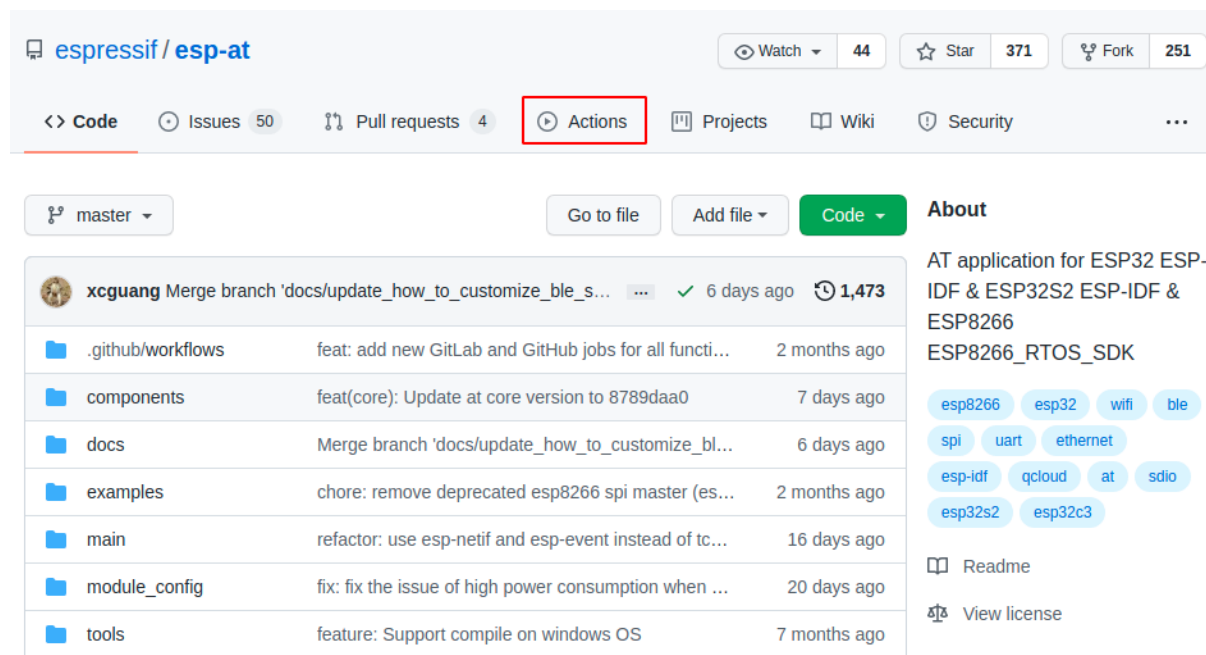 espressif / esp-at
Watch 44 Star 371 Fork 251
Code Issues 50 Pull requests 4 Actions Projects Wiki Security ...
master Go to file Add file Code
xcguang Merge branch 'docs/update_how_to_customize_ble_s... ... 6 days ago 1,473
.github/workflows feat: add new GitLab and GitHub jobs for all functi... 2 months ago
components feat(core): Update at core version to 8789daa0 7 days ago
docs Merge branch 'docs/update_how_to_customize_bl... 6 days ago
examples chore: remove deprecated esp8266 spi master (es... 2 months ago
main refactor: use esp-netif and esp-event instead of tc... 16 days ago
module_config fix: fix the issue of high power consumption when ... 20 days ago
tools feature: Support compile on windows OS 7 months ago
About
AT application for ESP32 ESP-
IDF & ESP32S2 ESP-IDF &
ESP8266
ESP8266_RTOS_SDK
esp8266 esp32 wifi ble
spi uart ethernet
esp-idf qcloud at sdio
esp32s2 esp32c3
Readme
View license